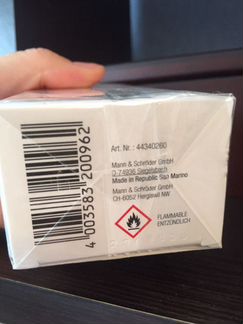 Art. Nr. : 44340260
Mann & Schröder GmbH
D-74936 Siegelsbach
Made in Republic San Marino
Mann & Schröder GmbH
CH-6052 Hergiswil NW
FLAMMABLE
ENTZÜNDLICH
4 003583 200962